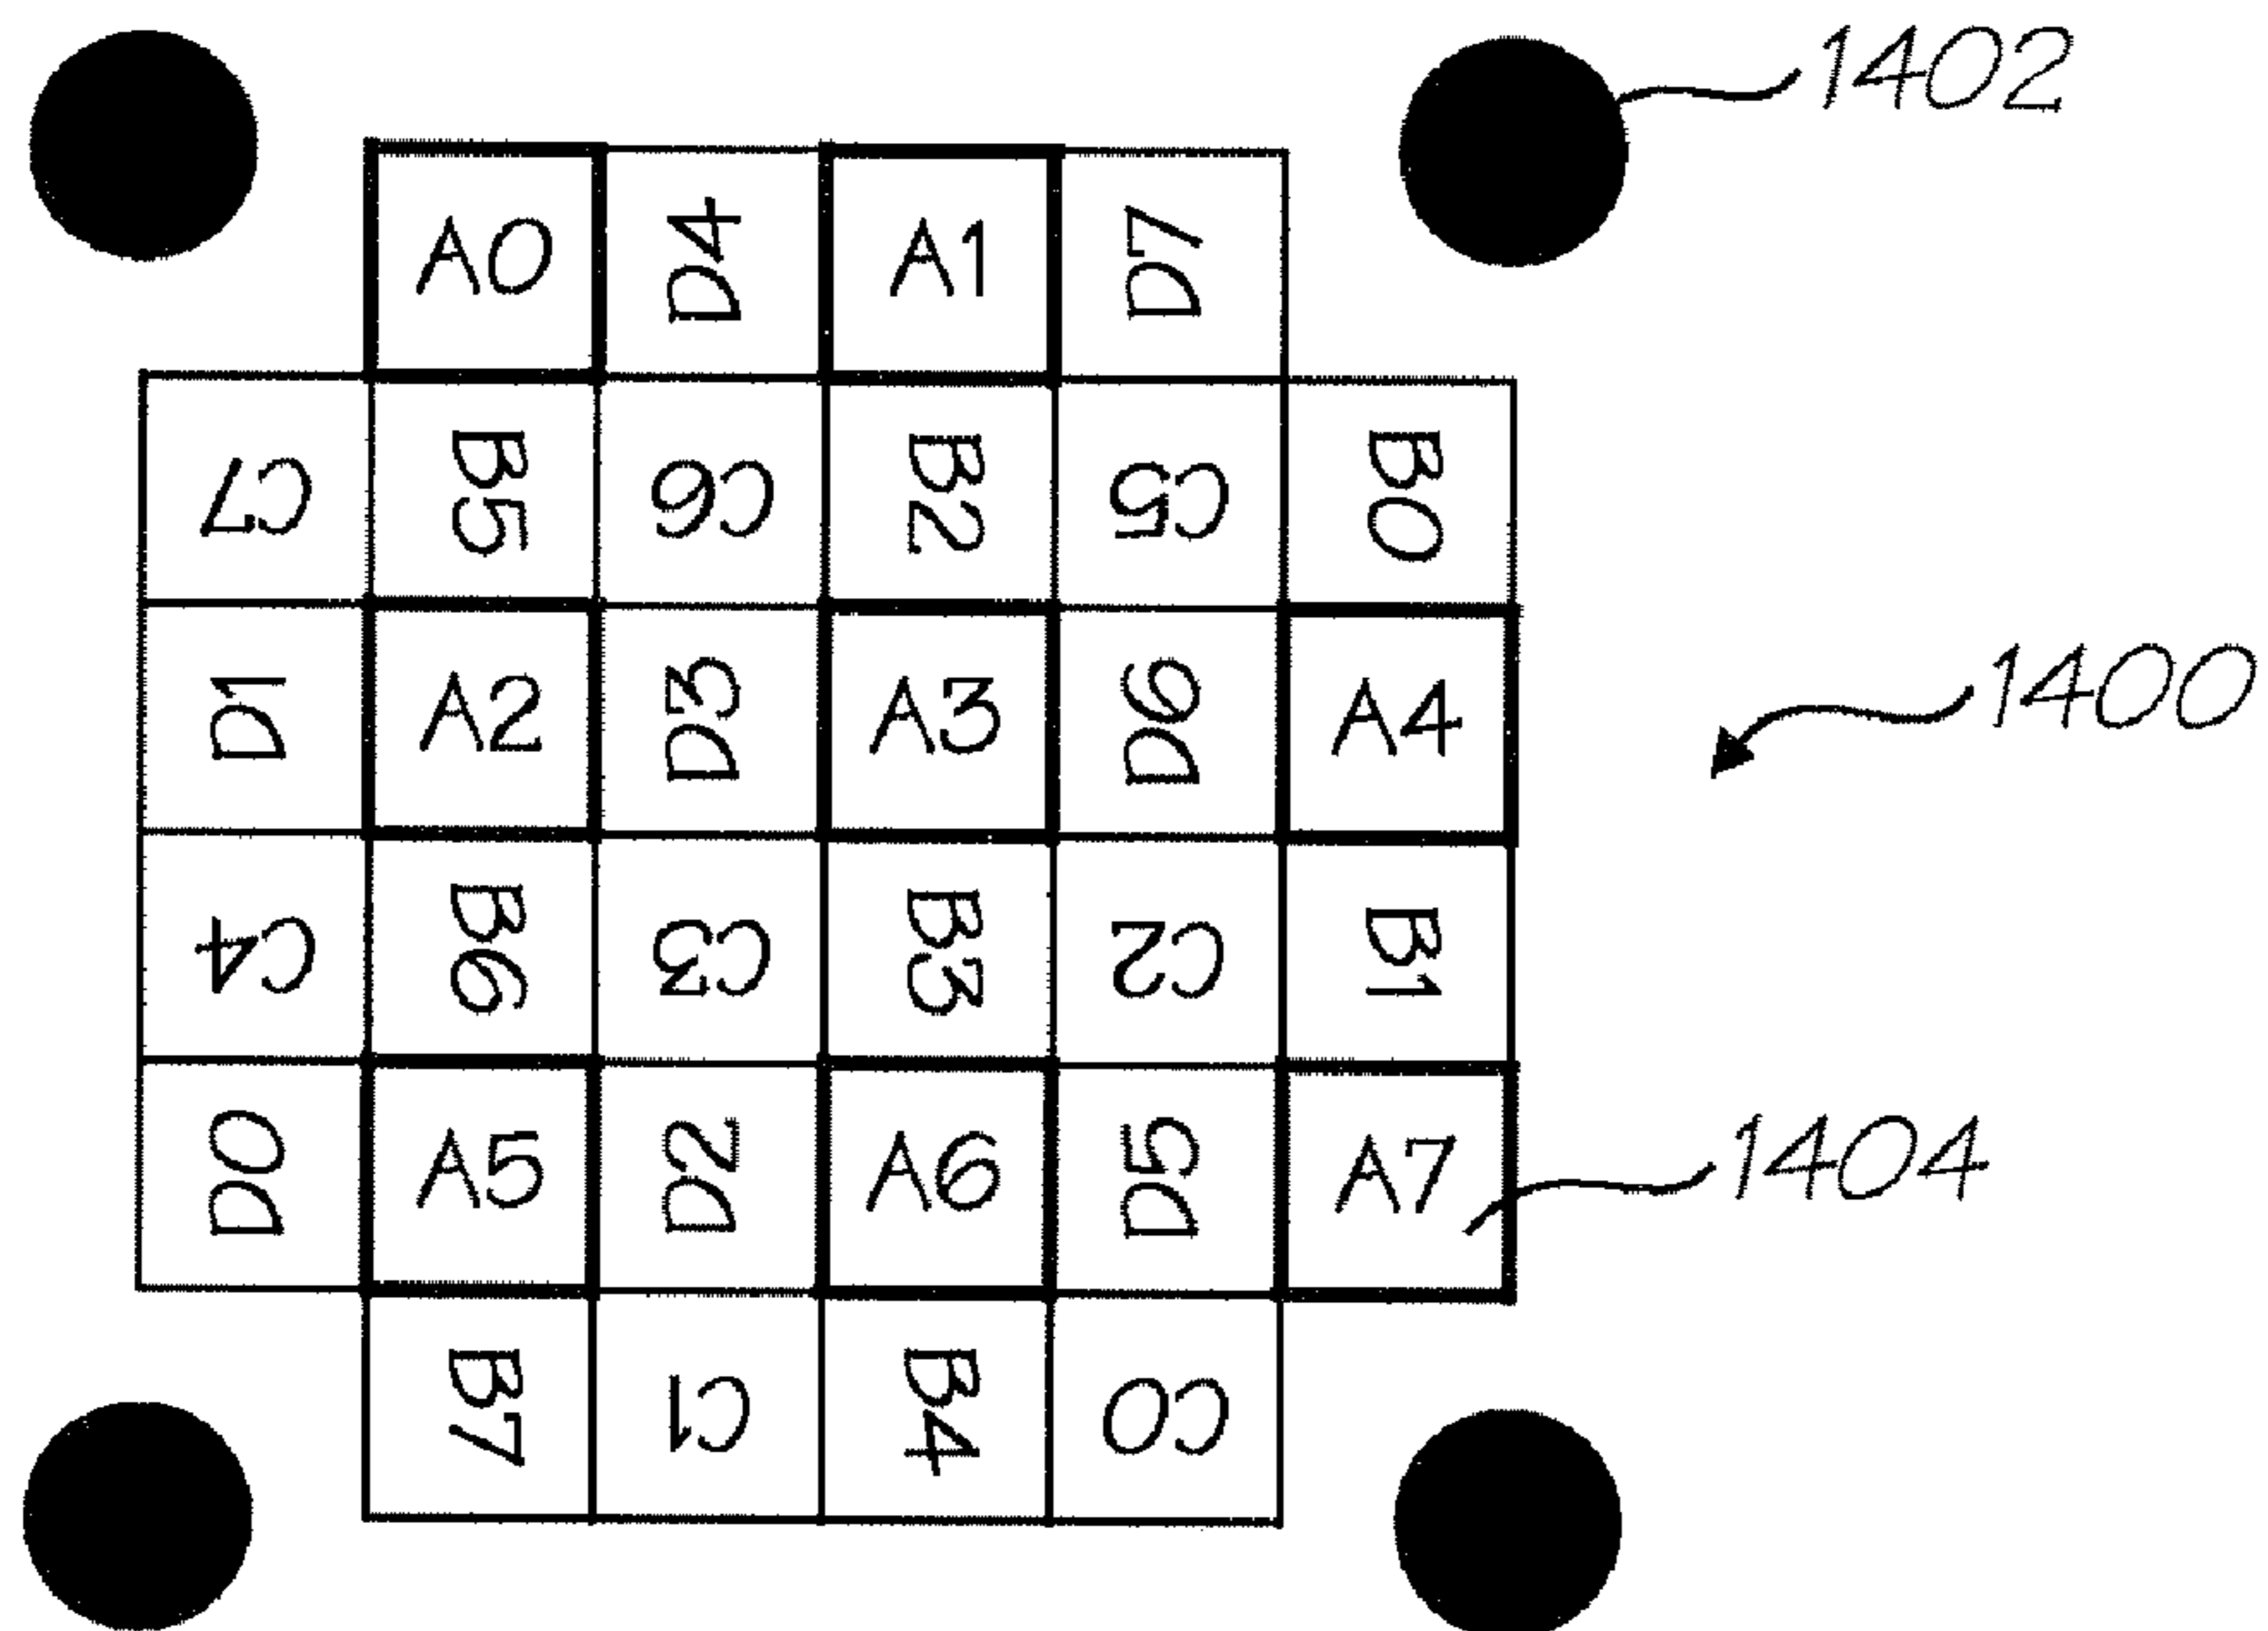 1402
A0 D4 A1 D7
C7 B5 C6 B2 C5 B0
D1 A2 D3 A3 D6 A4
1400
C4 B6 C3 B3 C2 B1
D0 A5 D2 A6 D5 A7
1404
B7 C1 B4 C0